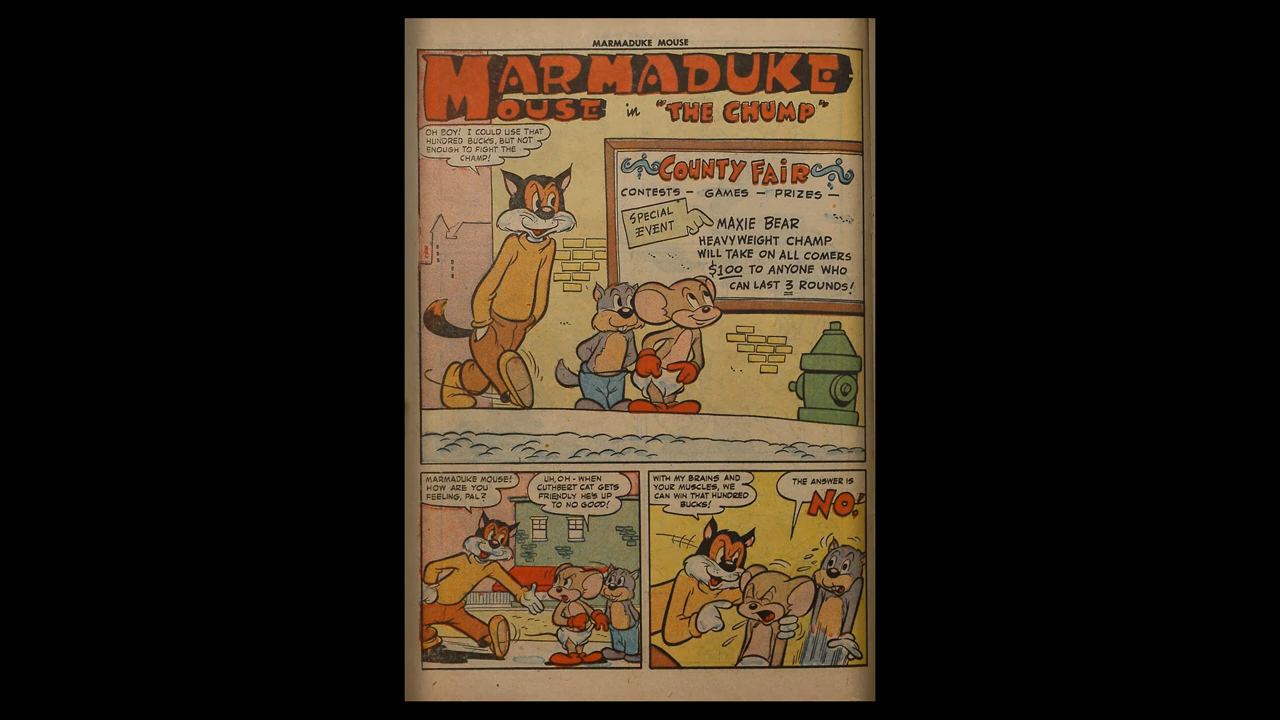 MARMADUKE MOUSE
MARMADUKE
MOUSE in "THE CHUMP"
OH BOY! I COULD USE THAT
HUNDRED BUCKS, BUT NOT
ENOUGH TO FIGHT THE
CHAMP!
COUNTY FAIR
CONTESTS - GAMES - PRIZES -
SPECIAL
EVENT
MAXIE BEAR
HEAVYWEIGHT CHAMP
WILL TAKE ON ALL COMERS
$100 TO ANYONE WHO
CAN LAST 3 ROUNDS!
MARMADUKE MOUSE!
HOW ARE YOU
FEELING, PAL?
UH, OH - WHEN
CUTHBERT CAT GETS
FRIENDLY HE'S UP
TO NO GOOD!
WITH MY BRAINS AND
YOUR MUSCLES, WE
CAN WIN THAT HUNDRED
BUCKS!
THE ANSWER IS
NO!